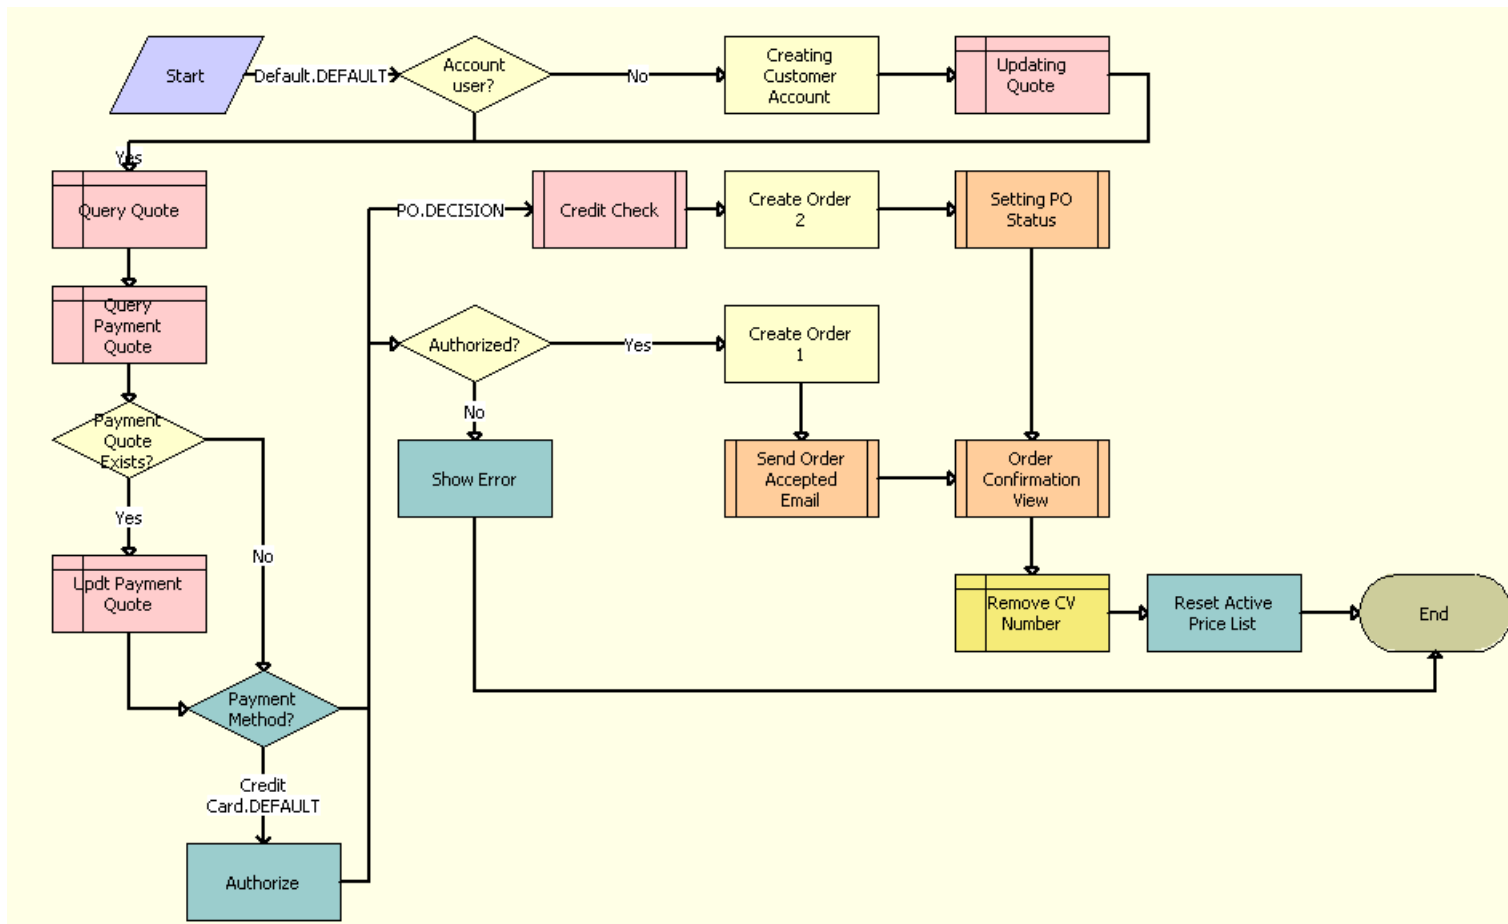 Start
Default.DEFAULT
Account
user?
No
Creating
Customer
Account
Updating
Quote
Yes
Query Quote
PO.DECISION
Credit Check
Create Order
2
Setting PO
Status
Query
Payment
Quote
Authorized?
Yes
Create Order
1
No
Payment
Quote
Exists?
Show Error
Send Order
Accepted
Email
Order
Confirmation
View
Yes
No
Updt Payment
Quote
Remove CV
Number
Reset Active
Price List
End
Payment
Method?
Credit
Card.DEFAULT
Authorize